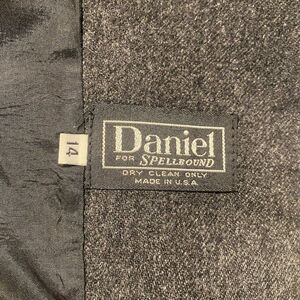 Daniel
FOR SPELLBOUND
DRY CLEAN ONLY
MADE IN U.S.A.
14